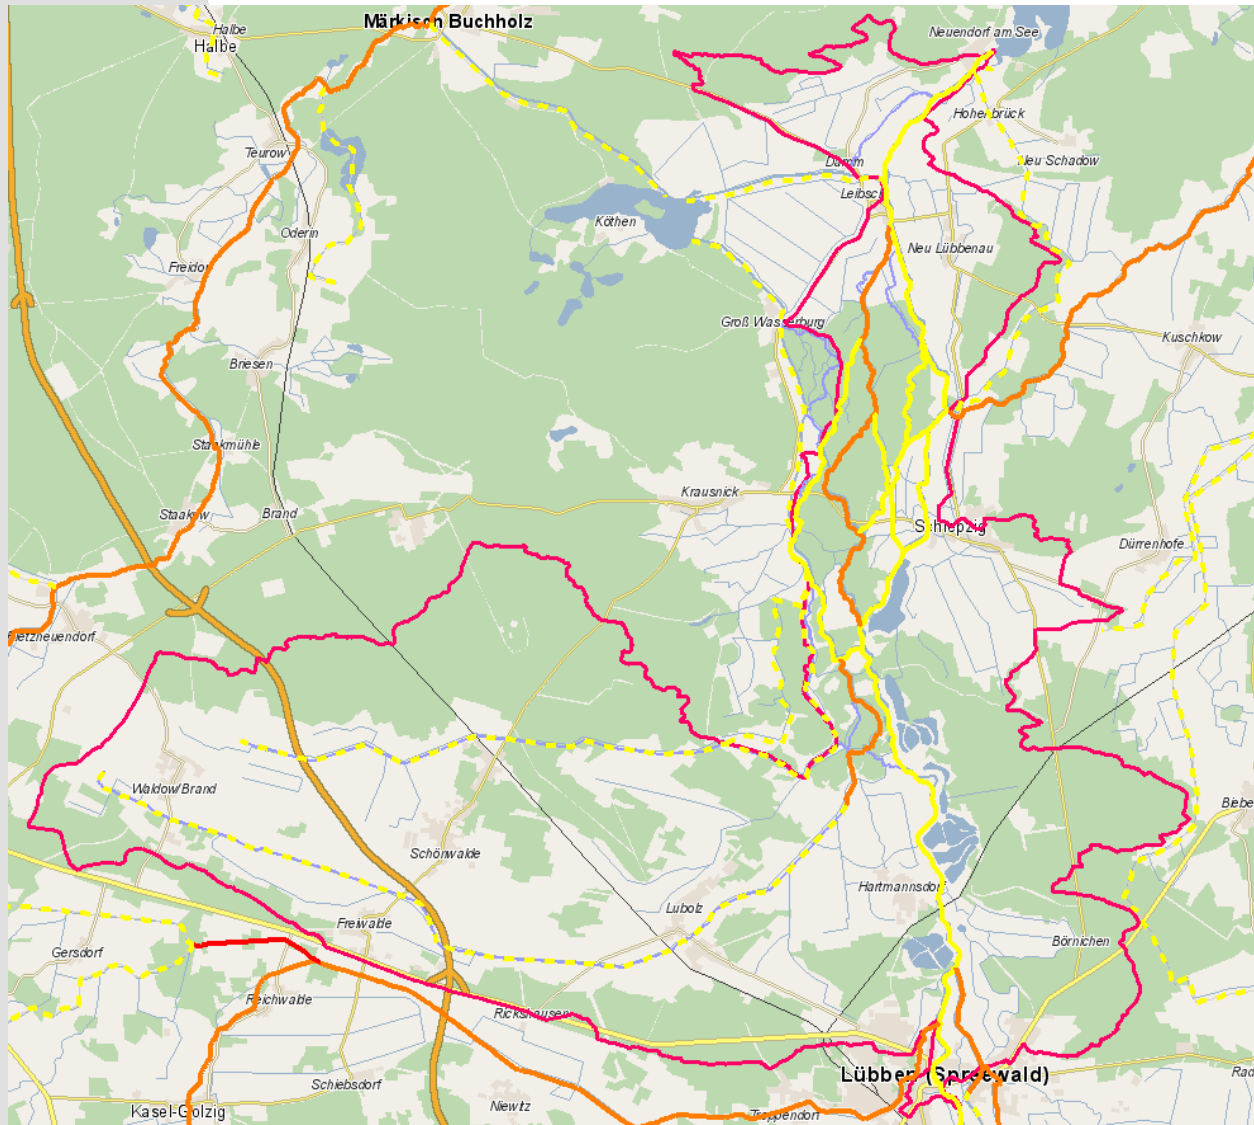 Märkisch Buchholz
Halbe
Halbe
Neuendorf am See
Hohenbrück
Teurow
Damm
Neu Schadow
Leibsch
Köthen
Oderin
Neu Lübbenau
Freidorf
Groß Wasserburg
Kuschkow
Briesen
Staakmühle
Krausnick
Staakow
Brand
Schlepzig
Dürrenhofe
Waldow/Brand
Schönwalde
Hartmannsdorf
Lubolz
Freiwalde
Gersdorf
Börnichen
Reichwalde
Rickshausen
Lübben (Spreewald)
Schiebsdorf
Kasel-Golzig
Niewitz
Treppendorf